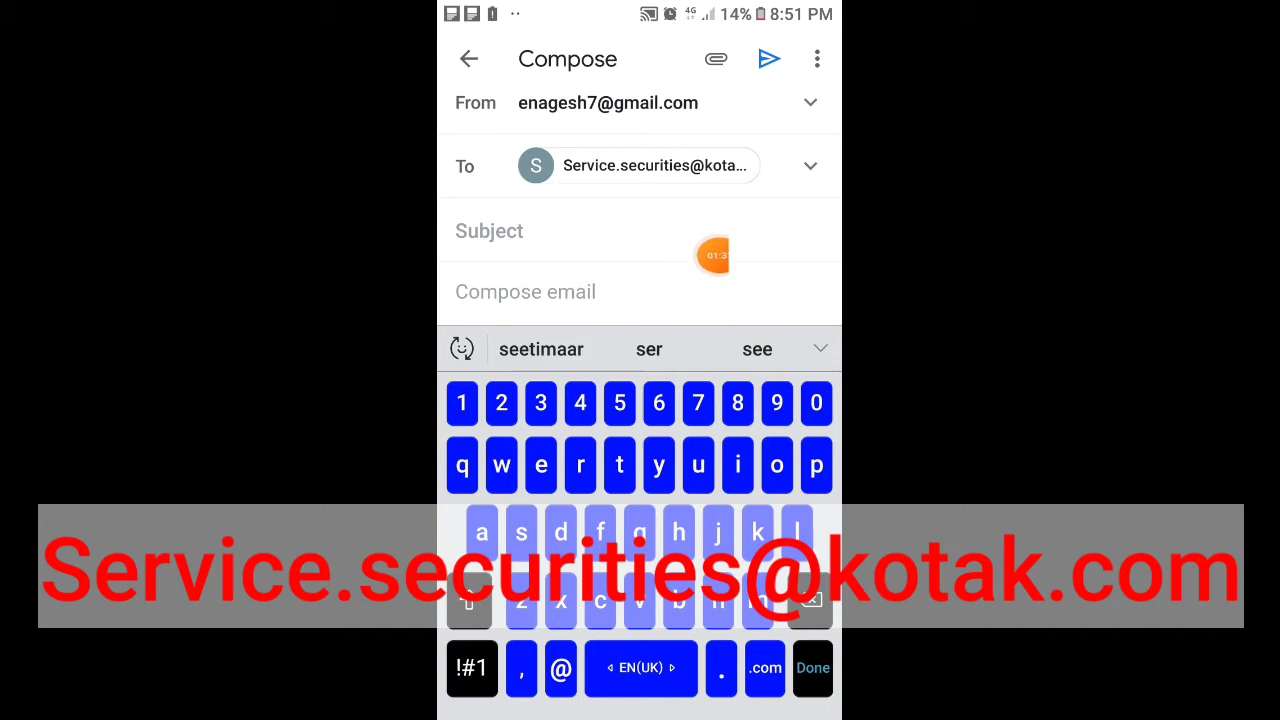 14% 8:51 PM
Compose
From enagesh7@gmail.com
To S Service.securities@kota...
Subject
01:3
Compose email
seetimaar ser see
1 2 3 4 5 6 7 8 9 0
q w e r t y u i o p
a s d f g h j k l
Service.securities@kotak.com
z x c v b n m
!#1 , @ EN(UK) . .com Done